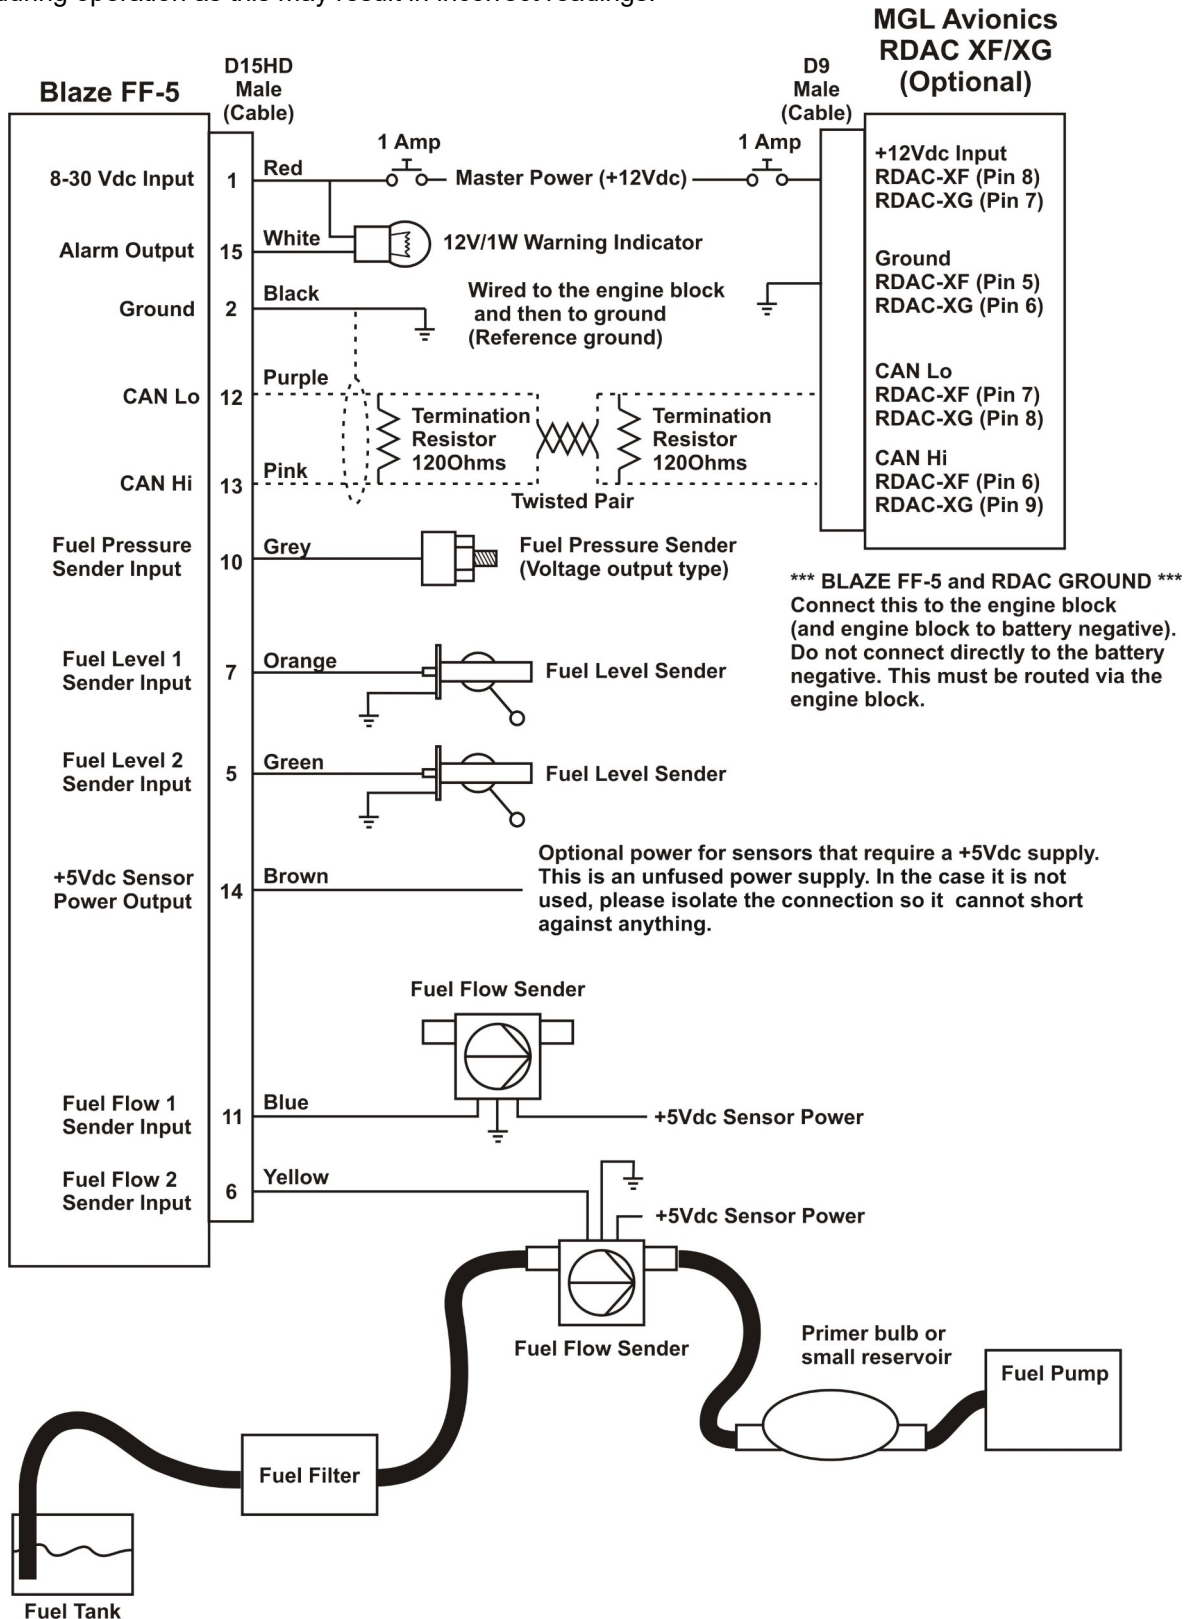 during operation as this may result in incorrect readings.
MGL Avionics
RDAC XF/XG
(Optional)
Blaze FF-5
D15HD
Male
(Cable)
D9
Male
(Cable)
8-30 Vdc Input
1
Red
1 Amp
Master Power (+12Vdc)
1 Amp
+12Vdc Input
RDAC-XF (Pin 8)
RDAC-XG (Pin 7)
Alarm Output
15
White
12V/1W Warning Indicator
Ground
2
Black
Wired to the engine block
and then to ground
(Reference ground)
Ground
RDAC-XF (Pin 5)
RDAC-XG (Pin 6)
CAN Lo
12
Purple
Termination
Resistor
120Ohms
Termination
Resistor
120Ohms
CAN Lo
RDAC-XF (Pin 7)
RDAC-XG (Pin 8)
CAN Hi
13
Pink
Twisted Pair
CAN Hi
RDAC-XF (Pin 6)
RDAC-XG (Pin 9)
Fuel Pressure
Sender Input
10
Grey
Fuel Pressure Sender
(Voltage output type)
*** BLAZE FF-5 and RDAC GROUND ***
Connect this to the engine block
(and engine block to battery negative).
Do not connect directly to the battery
negative. This must be routed via the
engine block.
Fuel Level 1
Sender Input
7
Orange
Fuel Level Sender
Fuel Level 2
Sender Input
5
Green
Fuel Level Sender
+5Vdc Sensor
Power Output
14
Brown
Optional power for sensors that require a +5Vdc supply.
This is an unfused power supply. In the case it is not
used, please isolate the connection so it cannot short
against anything.
Fuel Flow Sender
Fuel Flow 1
Sender Input
11
Blue
+5Vdc Sensor Power
Fuel Flow 2
Sender Input
6
Yellow
+5Vdc Sensor Power
Fuel Flow Sender
Primer bulb or
small reservoir
Fuel Pump
Fuel Filter
Fuel Tank